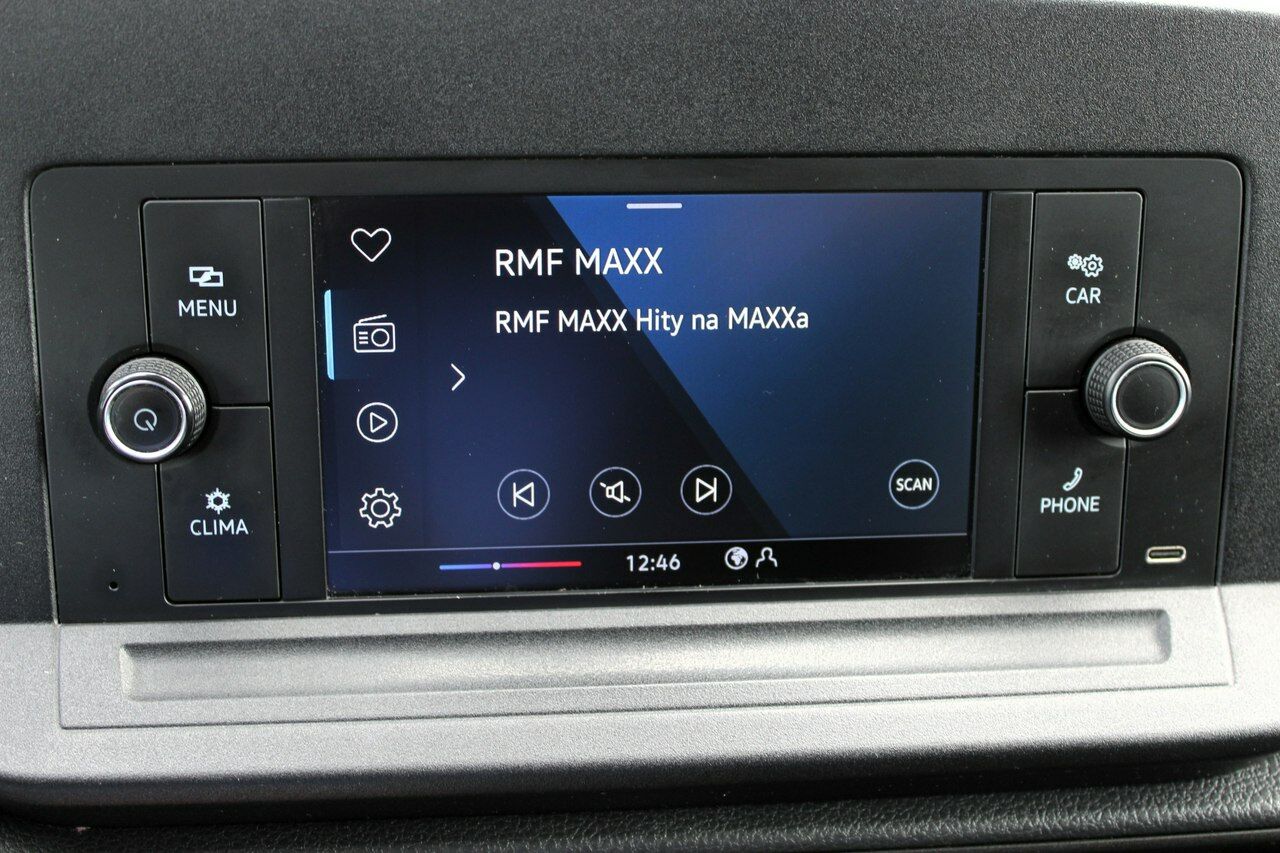 MENU
CLIMA
RMF MAXX
RMF MAXX Hity na MAXXa
SCAN
12:46
CAR
PHONE